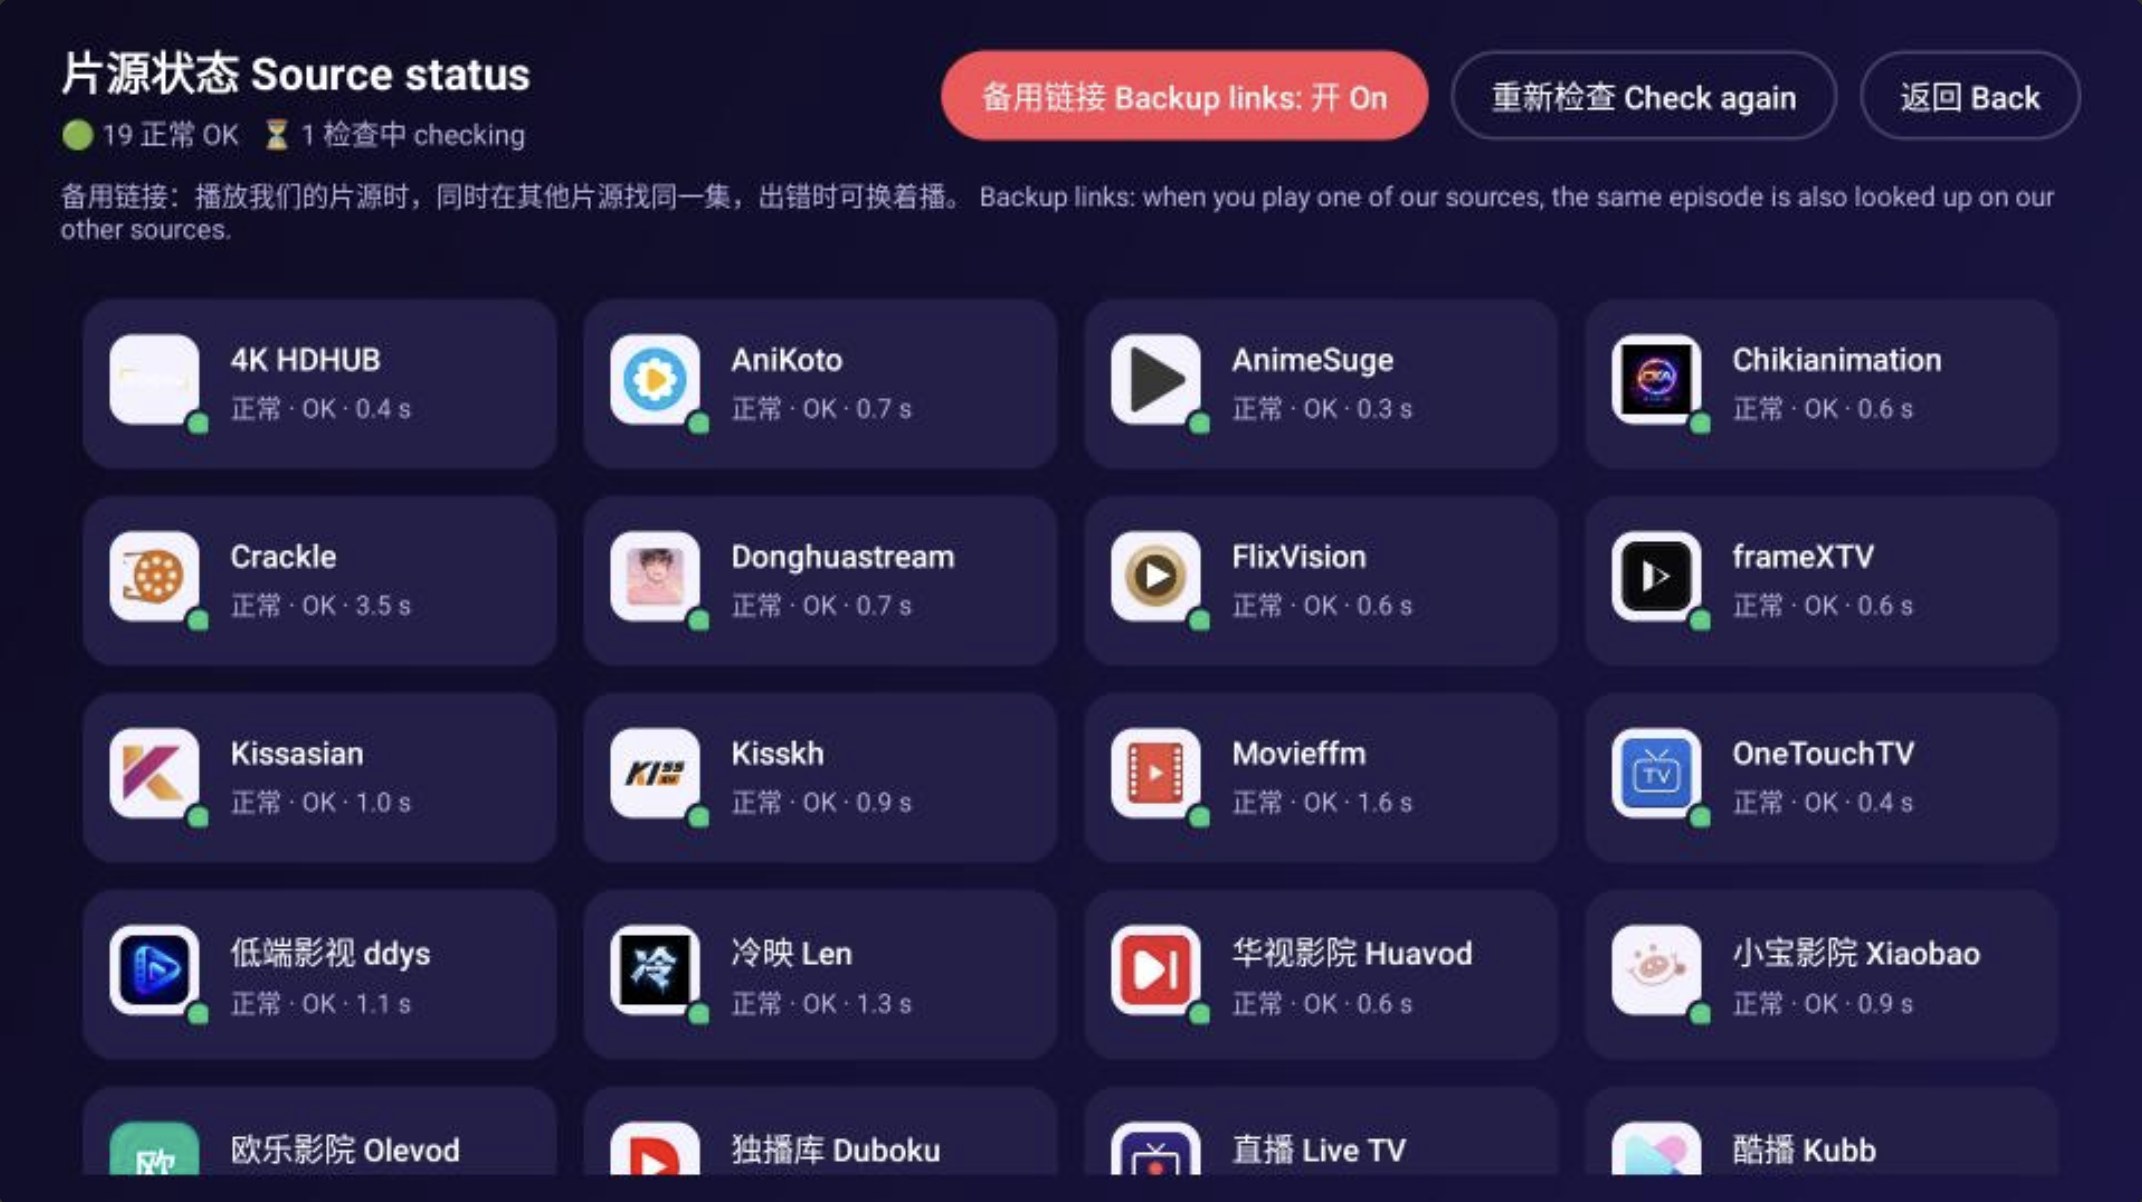 片源状态 Source status
19 正常 OK 1 检查中 checking
备用链接 Backup links: 开 On
重新检查 Check again
返回 Back
备用链接：播放我们的片源时，同时在其他片源找同一集，出错时可换着播。 Backup links: when you play one of our sources, the same episode is also looked up on our
other sources.
4K HDHUB
正常 · OK · 0.4 s
AniKoto
正常 · OK · 0.7 s
AnimeSuge
正常 · OK · 0.3 s
Chikianimation
正常 · OK · 0.6 s
Crackle
正常 · OK · 3.5 s
Donghuastream
正常 · OK · 0.7 s
FlixVision
正常 · OK · 0.6 s
frameXTV
正常 · OK · 0.6 s
Kissasian
正常 · OK · 1.0 s
KISS
Kisskh
正常 · OK · 0.9 s
Movieffm
正常 · OK · 1.6 s
TV
OneTouchTV
正常 · OK · 0.4 s
低端影视 ddys
正常 · OK · 1.1 s
冷
冷映 Len
正常 · OK · 1.3 s
华视影院 Huavod
正常 · OK · 0.6 s
小宝影院 Xiaobao
正常 · OK · 0.9 s
欧
欧乐影院 Olevod
独播库 Duboku
直播 Live TV
酷播 Kubb